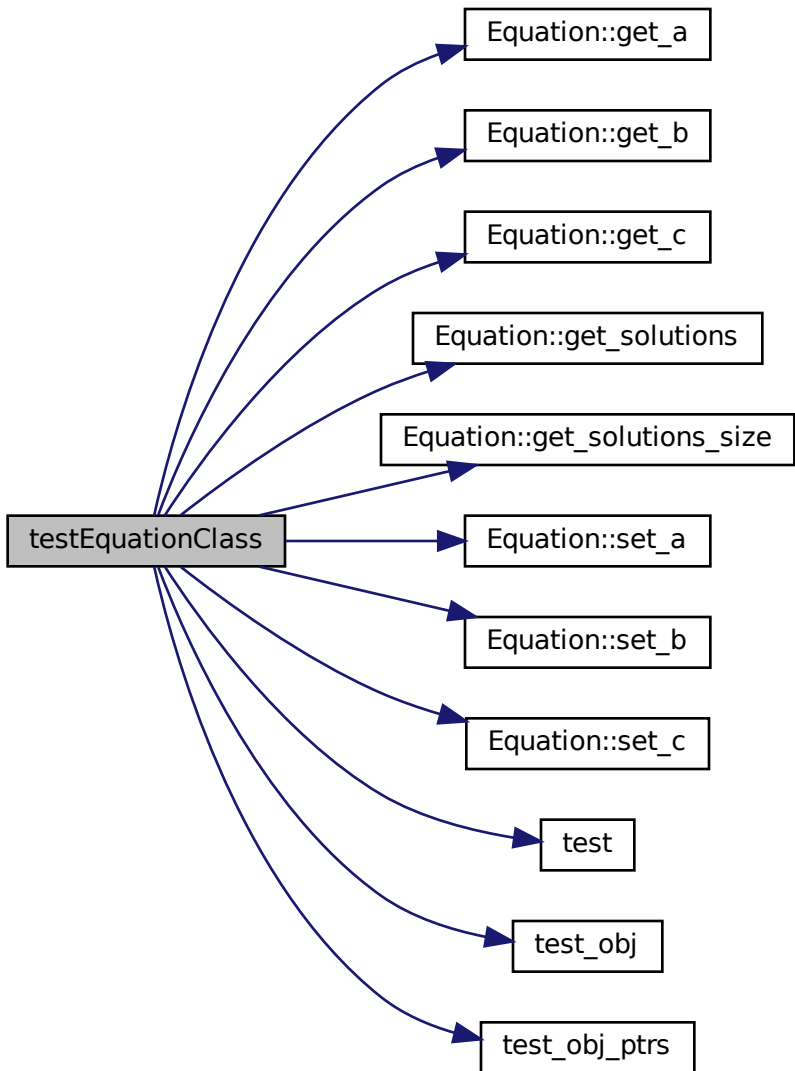 Equation::get_a
Equation::get_b
Equation::get_c
Equation::get_solutions
Equation::get_solutions_size
testEquationClass
Equation::set_a
Equation::set_b
Equation::set_c
test
test_obj
test_obj_ptrs